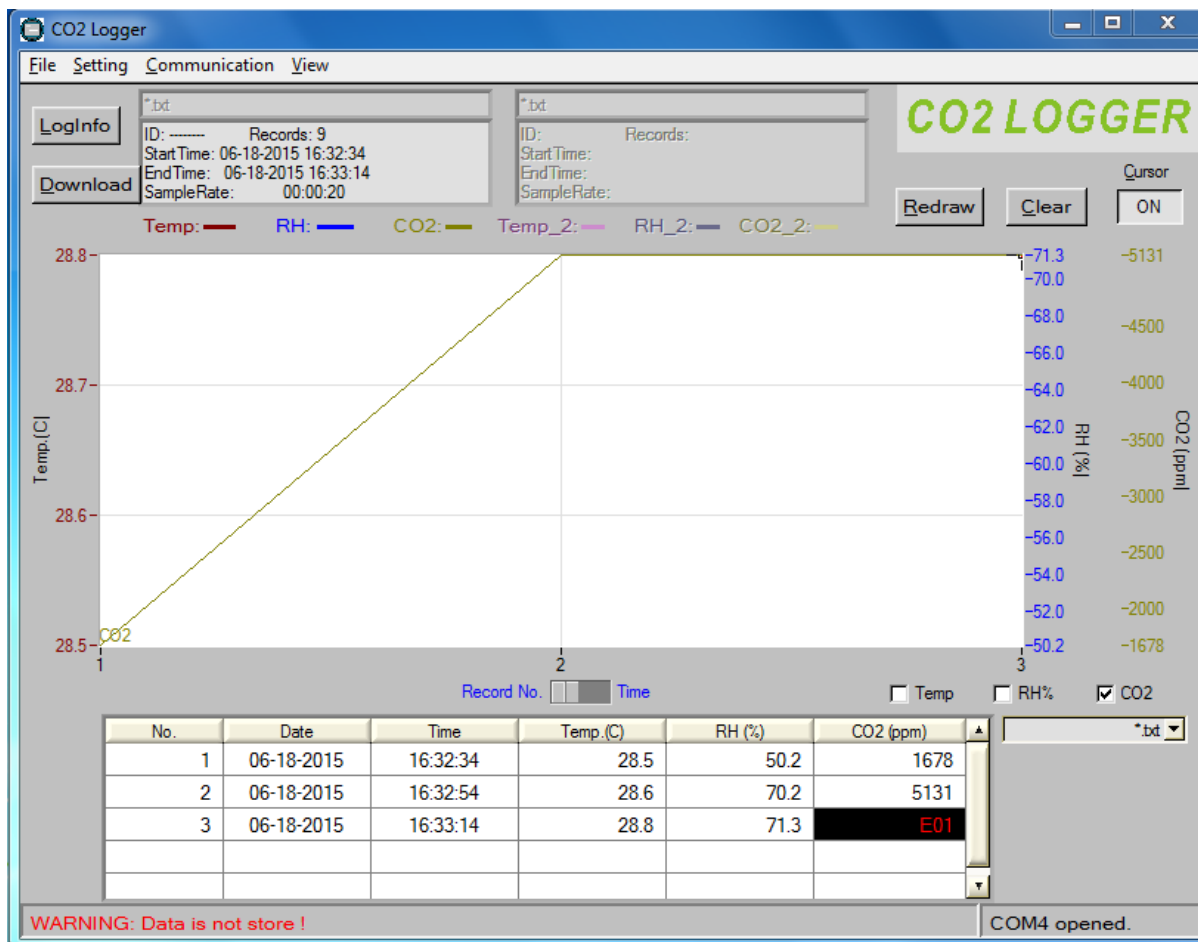 CO2 Logger
File Setting Communication View
LogInfo
Download
*.txt
ID: -------- Records: 9
StartTime: 06-18-2015 16:32:34
EndTime: 06-18-2015 16:33:14
SampleRate: 00:00:20
*.txt
ID: Records:
StartTime:
EndTime:
SampleRate:
CO2 LOGGER
Cursor
Redraw Clear ON
Temp: RH: CO2: Temp_2: RH_2: CO2_2:
Temp.(C)
28.8
28.7
28.6
28.5
CO2
1 2 3
71.3
70.0
68.0
66.0
64.0
62.0
60.0
58.0
56.0
54.0
52.0
50.2
RH (%)
5131
4500
4000
3500
3000
2500
2000
1678
CO2 (ppm)
Record No. Time
Temp RH% CO2
*.txt
No. Date Time Temp.(C) RH (%) CO2 (ppm)
1 06-18-2015 16:32:34 28.5 50.2 1678
2 06-18-2015 16:32:54 28.6 70.2 5131
3 06-18-2015 16:33:14 28.8 71.3 E01
WARNING: Data is not store !
COM4 opened.